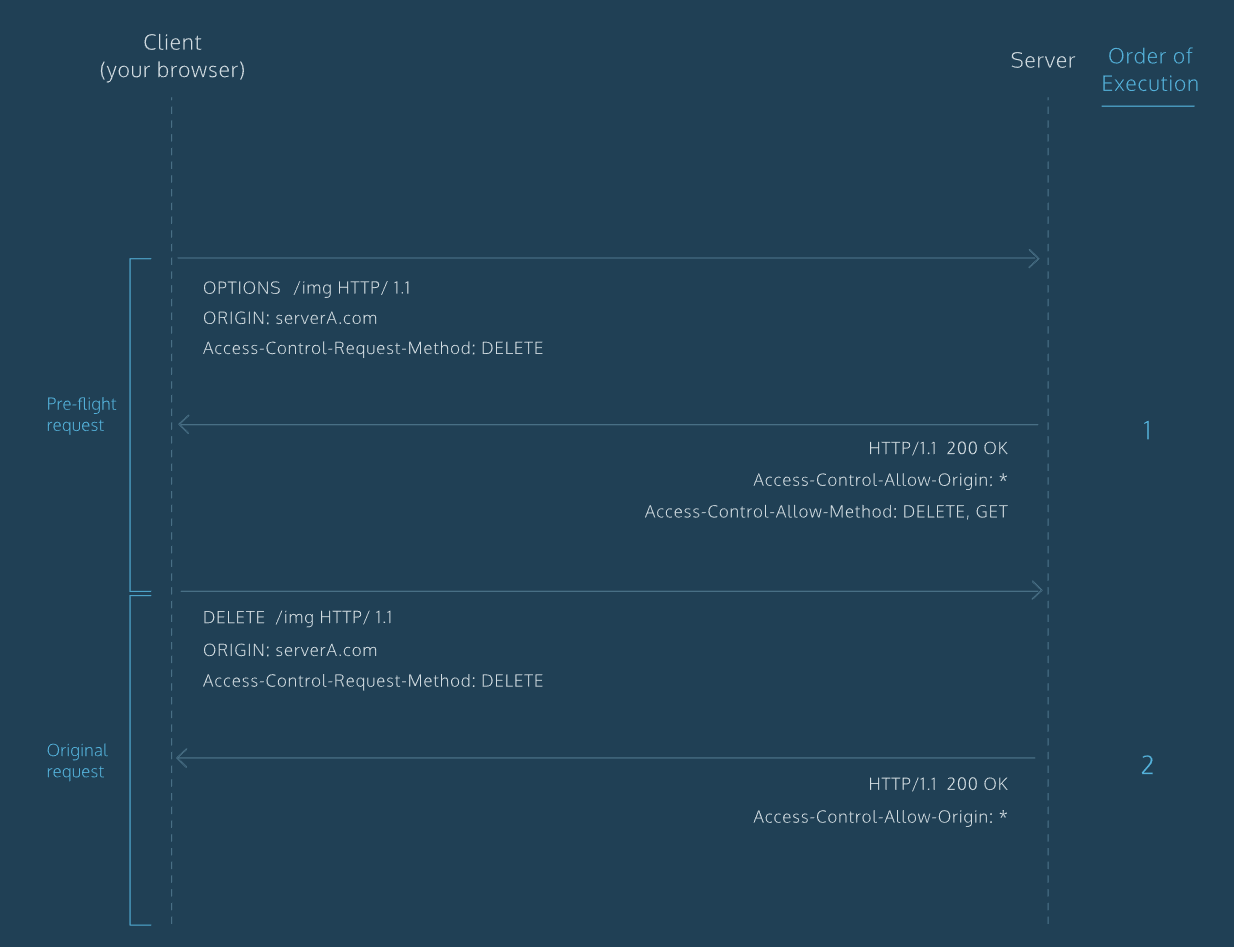 Client
(your browser)
Server
Order of
Execution
OPTIONS /img HTTP/ 1.1
ORIGIN: serverA.com
Access-Control-Request-Method: DELETE
Pre-flight
request
HTTP/1.1 200 OK
Access-Control-Allow-Origin: *
Access-Control-Allow-Method: DELETE, GET
1
DELETE /img HTTP/ 1.1
ORIGIN: serverA.com
Access-Control-Request-Method: DELETE
Original
request
HTTP/1.1 200 OK
Access-Control-Allow-Origin: *
2